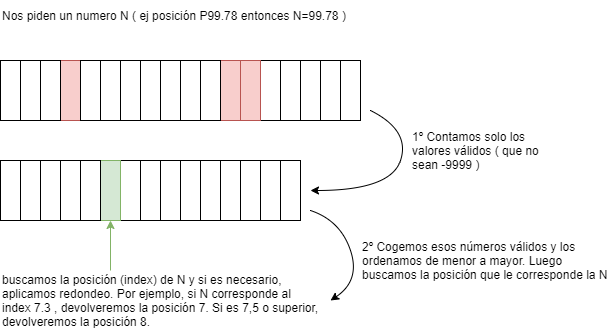 Nos piden un numero N ( ej posición P99.78 entonces N=99.78 )
1º Contamos solo los
valores válidos ( que no
sean -9999 )
2º Cogemos esos números válidos y los
ordenamos de menor a mayor. Luego
buscamos la posición que le corresponde la N
buscamos la posición (index) de N y si es necesario,
aplicamos redondeo. Por ejemplo, si N corresponde al
index 7.3 , devolveremos la posición 7. Si es 7,5 o superior,
devolveremos la posición 8.